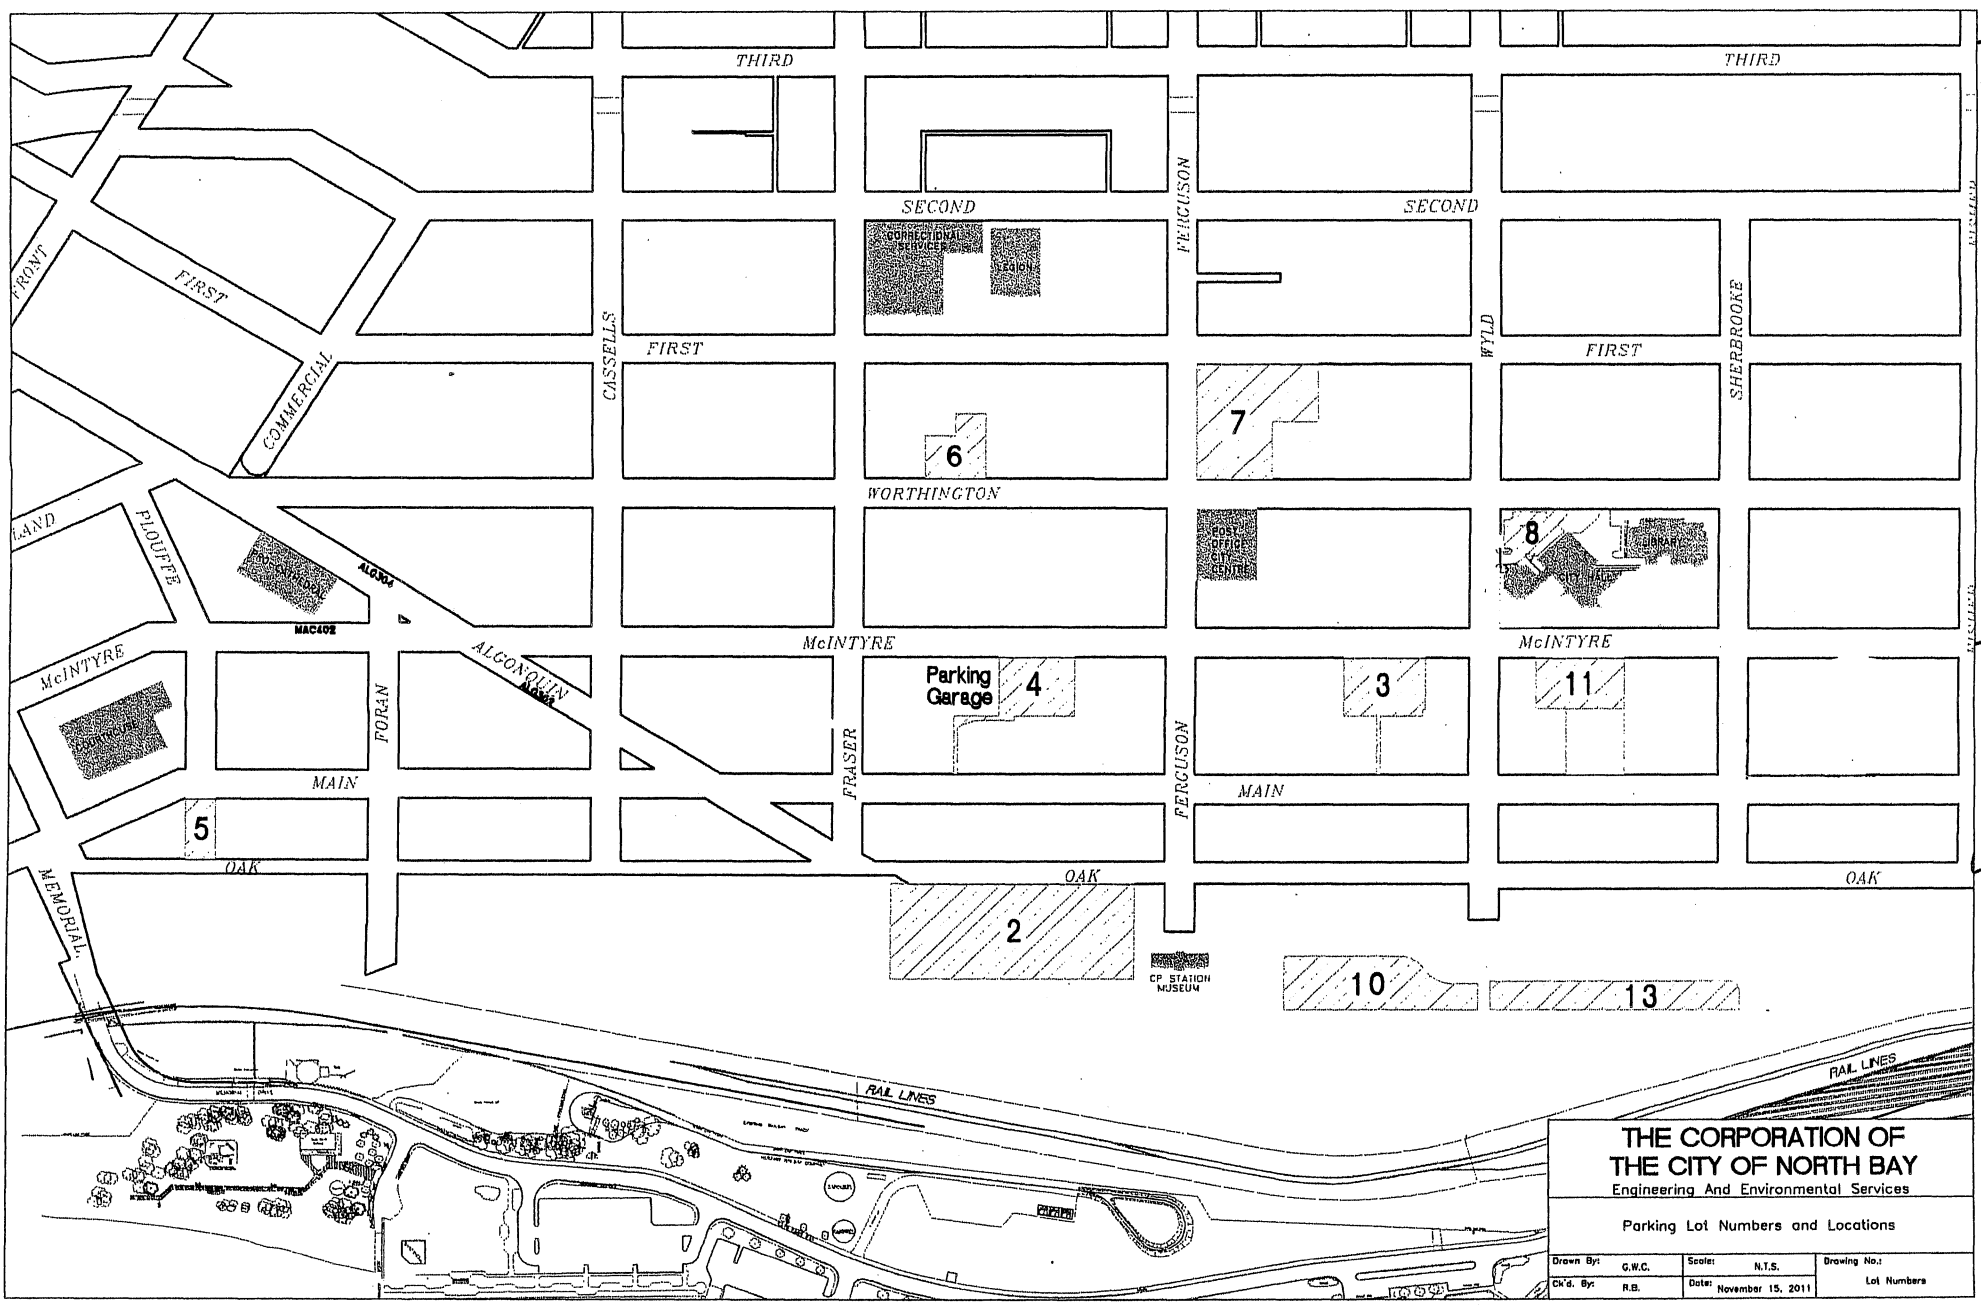 THIRD
THIRD
SECOND
FERGUSON
SECOND
CORRECTIONAL
SERVICES
LEGION
FRONT
FIRST
CASSELLS
FIRST
WYLD
FIRST
SHERBROOKE
COMMERCIAL
7
6
WORTHINGTON
LAND
PLOUFFE
POST
OFFICE
CITY
CENTRE
8
LIBRARY
CITY HALL
PRO-CATHEDRAL
ALG304
MAC402
McINTYRE
McINTYRE
McINTYRE
ALGONQUIN
Parking
Garage
4
3
11
COURTHOUSE
FORAN
FRASER
FERGUSON
MAIN
MAIN
5
OAK
OAK
OAK
MEMORIAL
2
CP STATION
MUSEUM
10
13
RAIL LINES
RAIL LINES
THE CORPORATION OF
THE CITY OF NORTH BAY
Engineering And Environmental Services
Parking Lot Numbers and Locations
Drawn By: G.W.C. Scale: N.T.S. Drawing No.:
Ck'd. By: R.B. Date: November 15, 2011 Lot Numbers